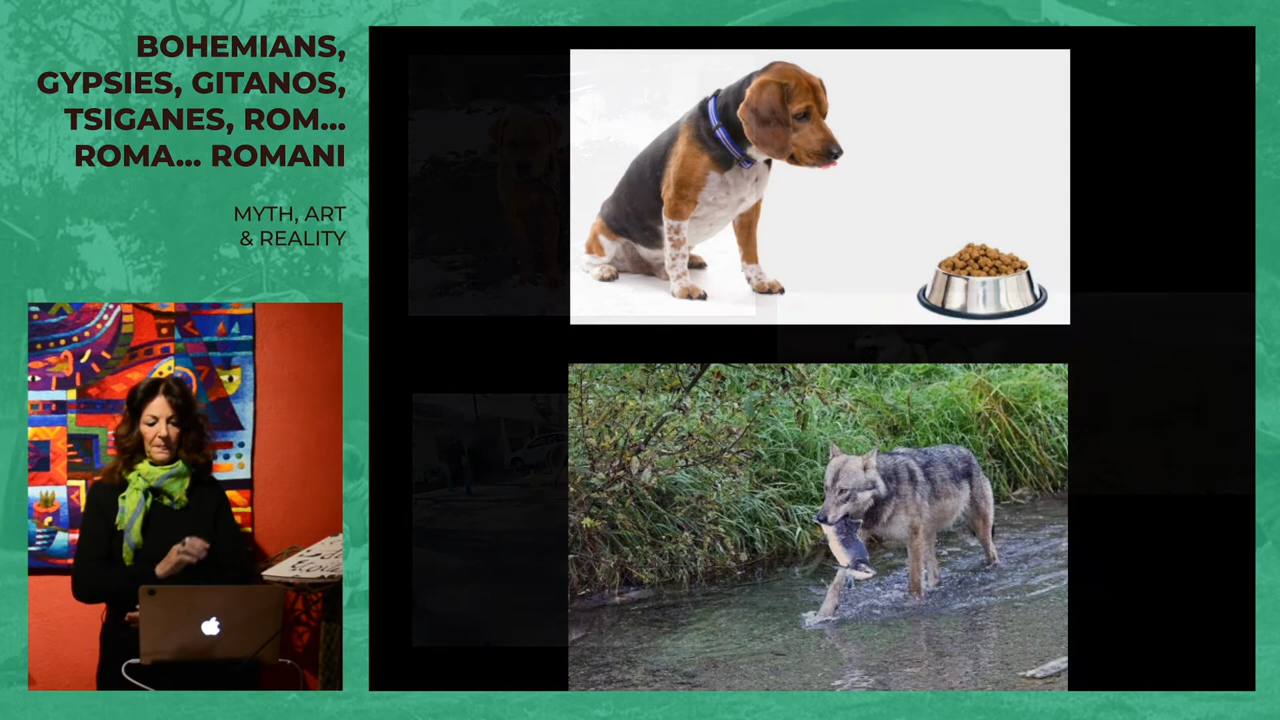 BOHEMIANS,
GYPSIES, GITANOS,
TSIGANES, ROM...
ROMA... ROMANI
MYTH, ART
& REALITY